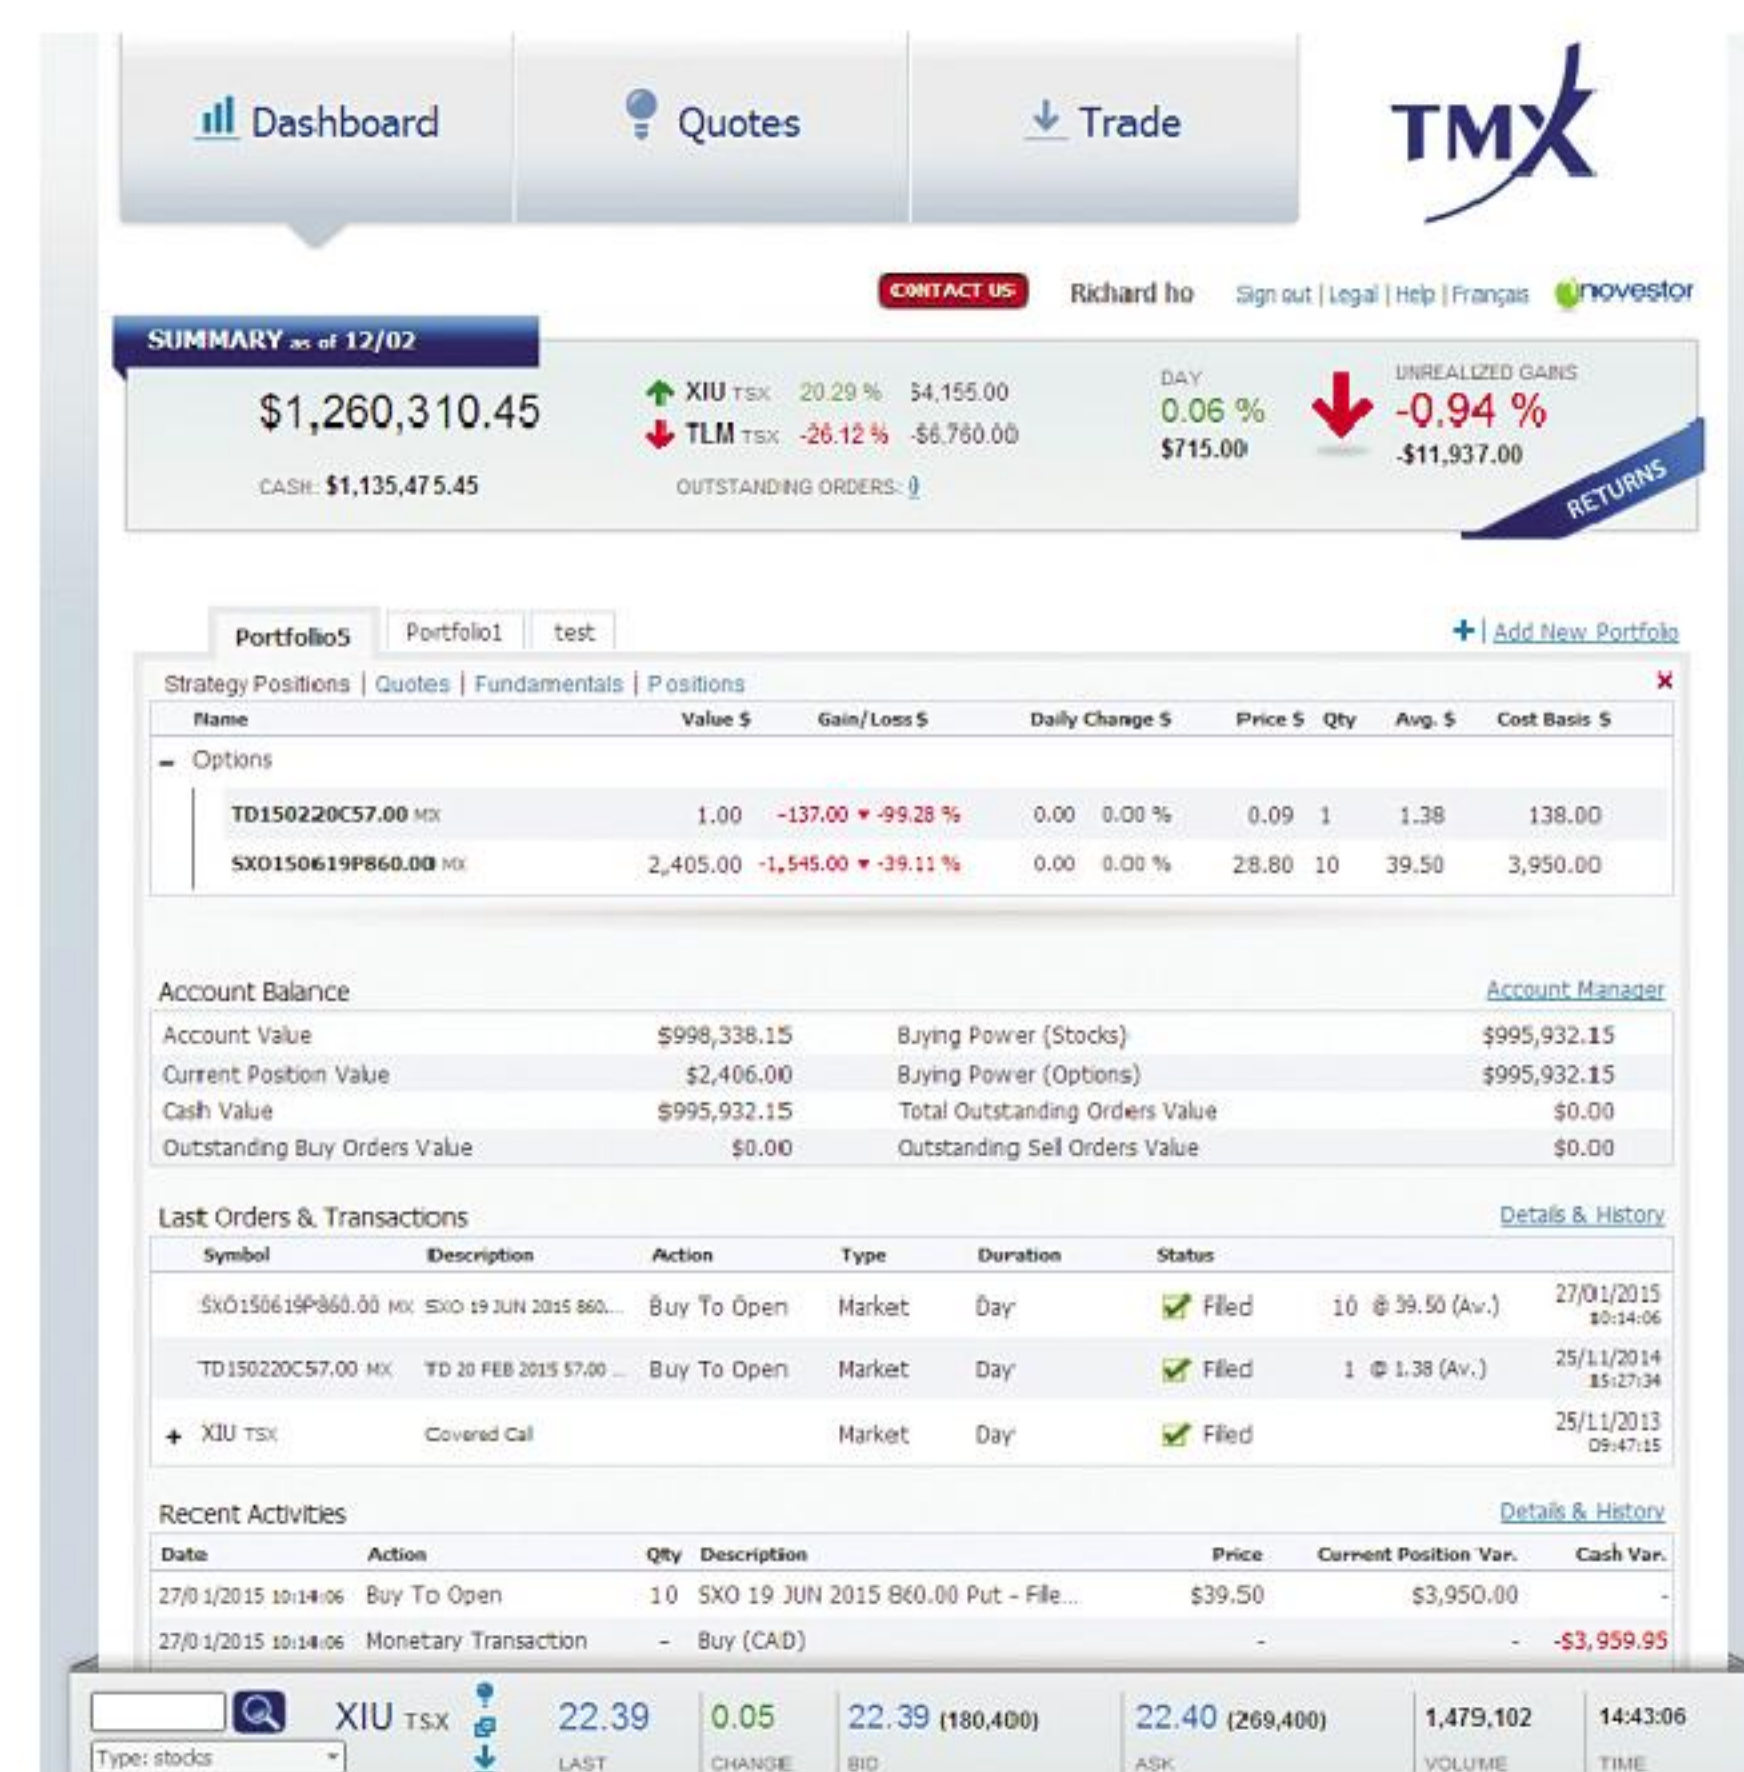 Dashboard Quotes Trade TMX
CONTACT US Richard ho Sign out | Legal | Help | Français novestor
SUMMARY as of 12/02
$1,260,310.45
CASH: $1,135,475.45
XIU TSX 20.29 % $4,155.00
TLM TSX -26.12 % -$6,760.00
OUTSTANDING ORDERS: 0
DAY
0.06 %
$715.00
UNREALIZED GAINS
-0.94 %
-$11,937.00
RETURNS
Portfolio5 Portfolio1 test + | Add New Portfolio
Strategy Positions | Quotes | Fundamentals | Positions x
Name Value $ Gain/Loss $ Daily Change $ Price $ Qty Avg. $ Cost Basis $
- Options
TD150220C57.00 MX 1.00 -137.00 ▼ -99.28 % 0.00 0.00 % 0.09 1 1.38 138.00
SXO150619P860.00 MX 2,405.00 -1,545.00 ▼ -39.11 % 0.00 0.00 % 28.80 10 39.50 3,950.00
Account Balance Account Manager
Account Value $998,338.15 Buying Power (Stocks) $995,932.15
Current Position Value $2,406.00 Buying Power (Options) $995,932.15
Cash Value $995,932.15 Total Outstanding Orders Value $0.00
Outstanding Buy Orders Value $0.00 Outstanding Sell Orders Value $0.00
Last Orders & Transactions Details & History
Symbol Description Action Type Duration Status
SXO150619P860.00 MX SXO 19 JUN 2015 860.... Buy To Open Market Day Filled 10 @ 39.50 (Av.) 27/01/2015
10:14:06
TD150220C57.00 MX TD 20 FEB 2015 57.00 ... Buy To Open Market Day Filled 1 @ 1.38 (Av.) 25/11/2014
15:27:34
+ XIU TSX Covered Call Market Day Filled 25/11/2013
09:47:15
Recent Activities Details & History
Date Action Qty Description Price Current Position Var. Cash Var.
27/01/2015 10:14:06 Buy To Open 10 SXO 19 JUN 2015 860.00 Put - Fille... $39.50 $3,950.00 -
27/01/2015 10:14:06 Monetary Transaction - Buy (CAD) - - -$3,959.95
XIU TSX 22.39 0.05 22.39 (180,400) 22.40 (269,400) 1,479,102 14:43:06
Type: stocks LAST CHANGE BID ASK VOLUME TIME